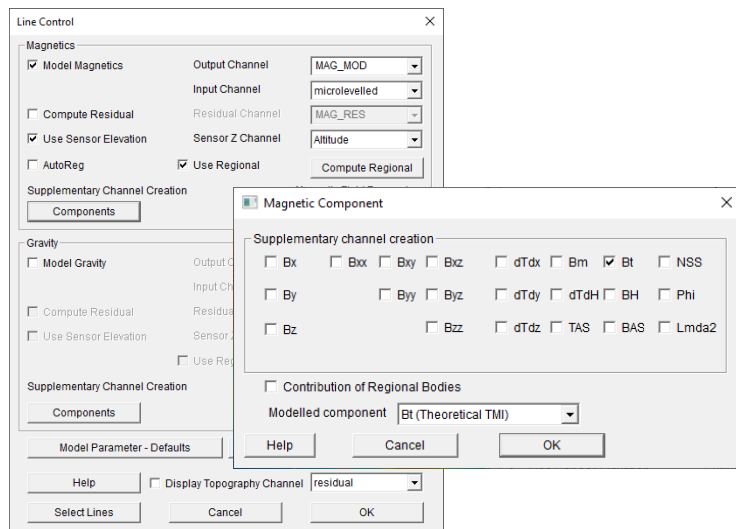 Line Control
Magnetics
Model Magnetics Output Channel MAG_MOD
Input Channel microlevelled
Compute Residual Residual Channel MAG_RES
Use Sensor Elevation Sensor Z Channel Altitude
AutoReg Use Regional Compute Regional
Supplementary Channel Creation
Components
Gravity
Model Gravity Output C
Input Cha
Compute Residual Residua
Use Sensor Elevation Sensor Z
Use Reg
Supplementary Channel Creation
Components
Model Parameter - Defaults
Help Display Topography Channel residual
Select Lines Cancel OK
Magnetic Component
Supplementary channel creation
Bx Bxx Bxy Bxz dTdx Bm Bt NSS
By Byy Byz dTdy dTdH BH Phi
Bz Bzz dTdz TAS BAS Lmda2
Contribution of Regional Bodies
Modelled component Bt (Theoretical TMI)
Help Cancel OK